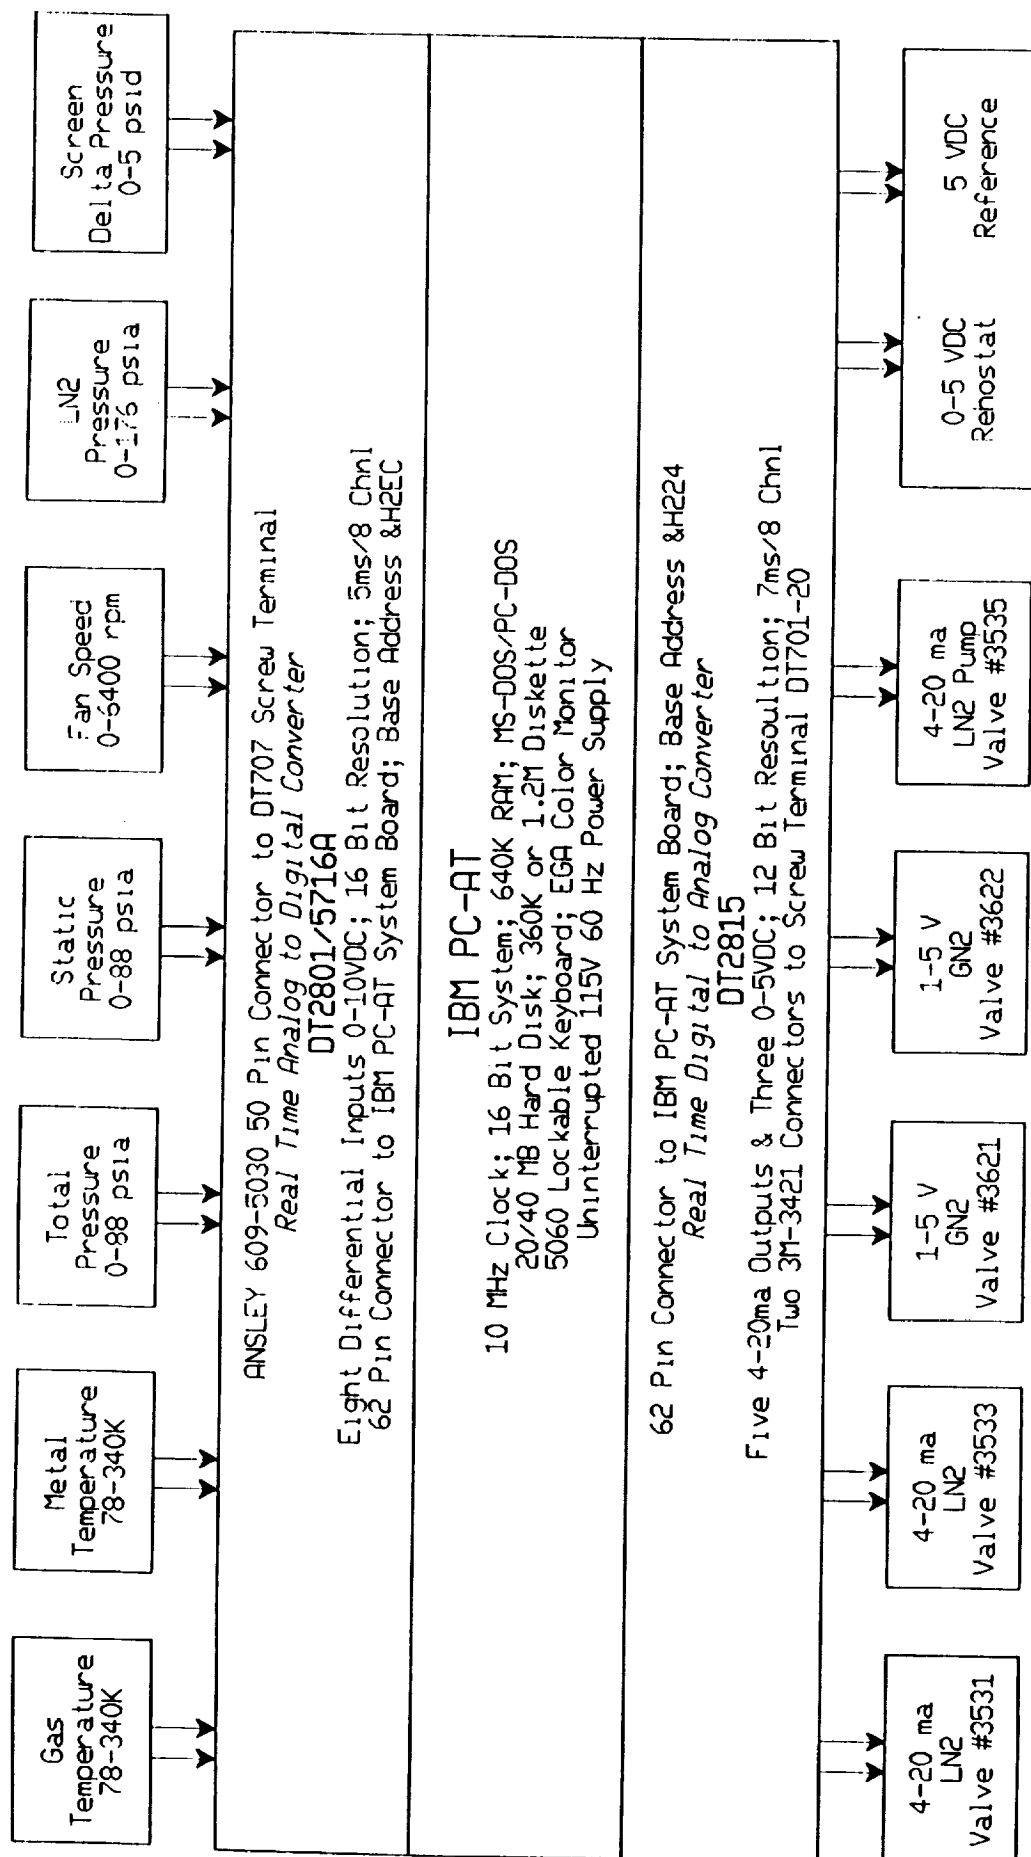 Gas
Temperature
78-340K
Metal
Temperature
78-340K
Total
Pressure
0-88 psia
Static
Pressure
0-88 psia
Fan Speed
0-6400 rpm
LN2
Pressure
0-176 psia
Screen
Delta Pressure
0-5 psid
ANSLEY 609-5030 50 Pin Connector to DT707 Screw Terminal
Real Time Analog to Digital Converter
DT2801/5716A
Eight Differential Inputs 0-10VDC; 16 Bit Resolution; 5ms/8 Chnl
62 Pin Connector to IBM PC-AT System Board; Base Address &H2EC
IBM PC-AT
10 MHz Clock; 16 Bit System; 640K RAM; MS-DOS/PC-DOS
20/40 MB Hard Disk; 360K or 1.2M Diskette
5060 Lockable Keyboard; EGA Color Monitor
Uninterrupted 115V 60 Hz Power Supply
62 Pin Connector to IBM PC-AT System Board; Base Address &H224
Real Time Digital to Analog Converter
DT2815
Five 4-20ma Outputs & Three 0-5VDC; 12 Bit Resoultion; 7ms/8 Chnl
Two 3M-3421 Connectors to Screw Terminal DT701-20
4-20 ma
LN2
Valve #3531
4-20 ma
LN2
Valve #3533
1-5 V
GN2
Valve #3621
1-5 V
GN2
Valve #3622
4-20 ma
LN2 Pump
Valve #3535
0-5 VDC
Renostat
5 VDC
Reference